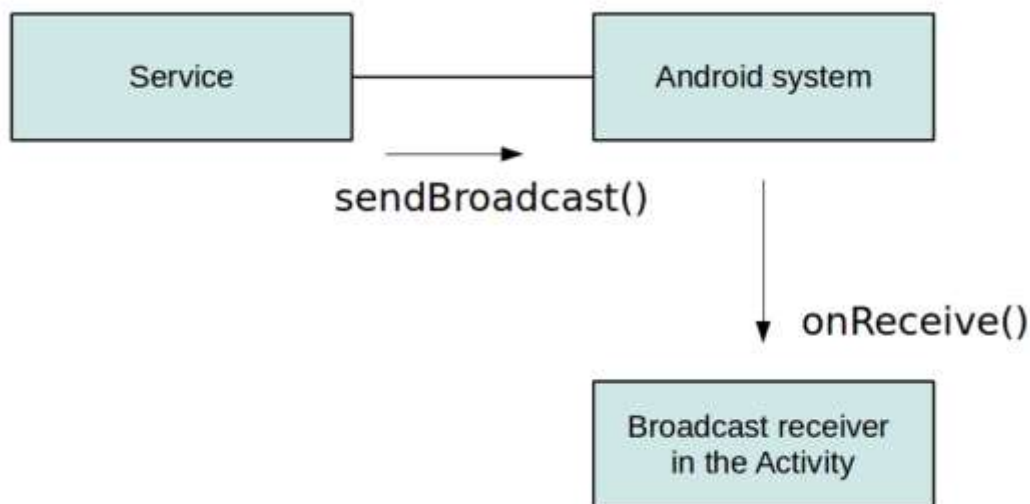 Service
Android system
sendBroadcast()
onReceive()
Broadcast receiver
in the Activity